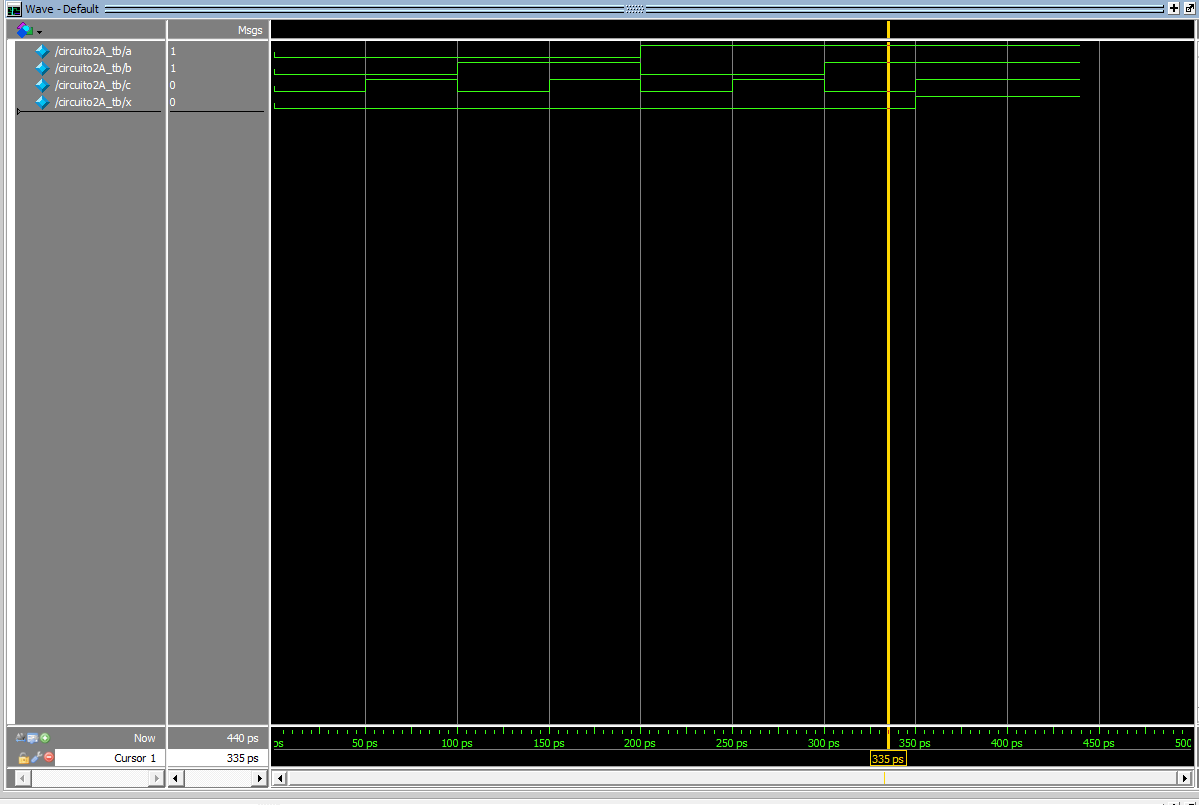 Wave - Default
Msgs
/circuito2A_tb/a 1
/circuito2A_tb/b 1
/circuito2A_tb/c 0
/circuito2A_tb/x 0
Now 440 ps ps 50 ps 100 ps 150 ps 200 ps 250 ps 300 ps 350 ps 400 ps 450 ps 500
Cursor 1 335 ps 335 ps